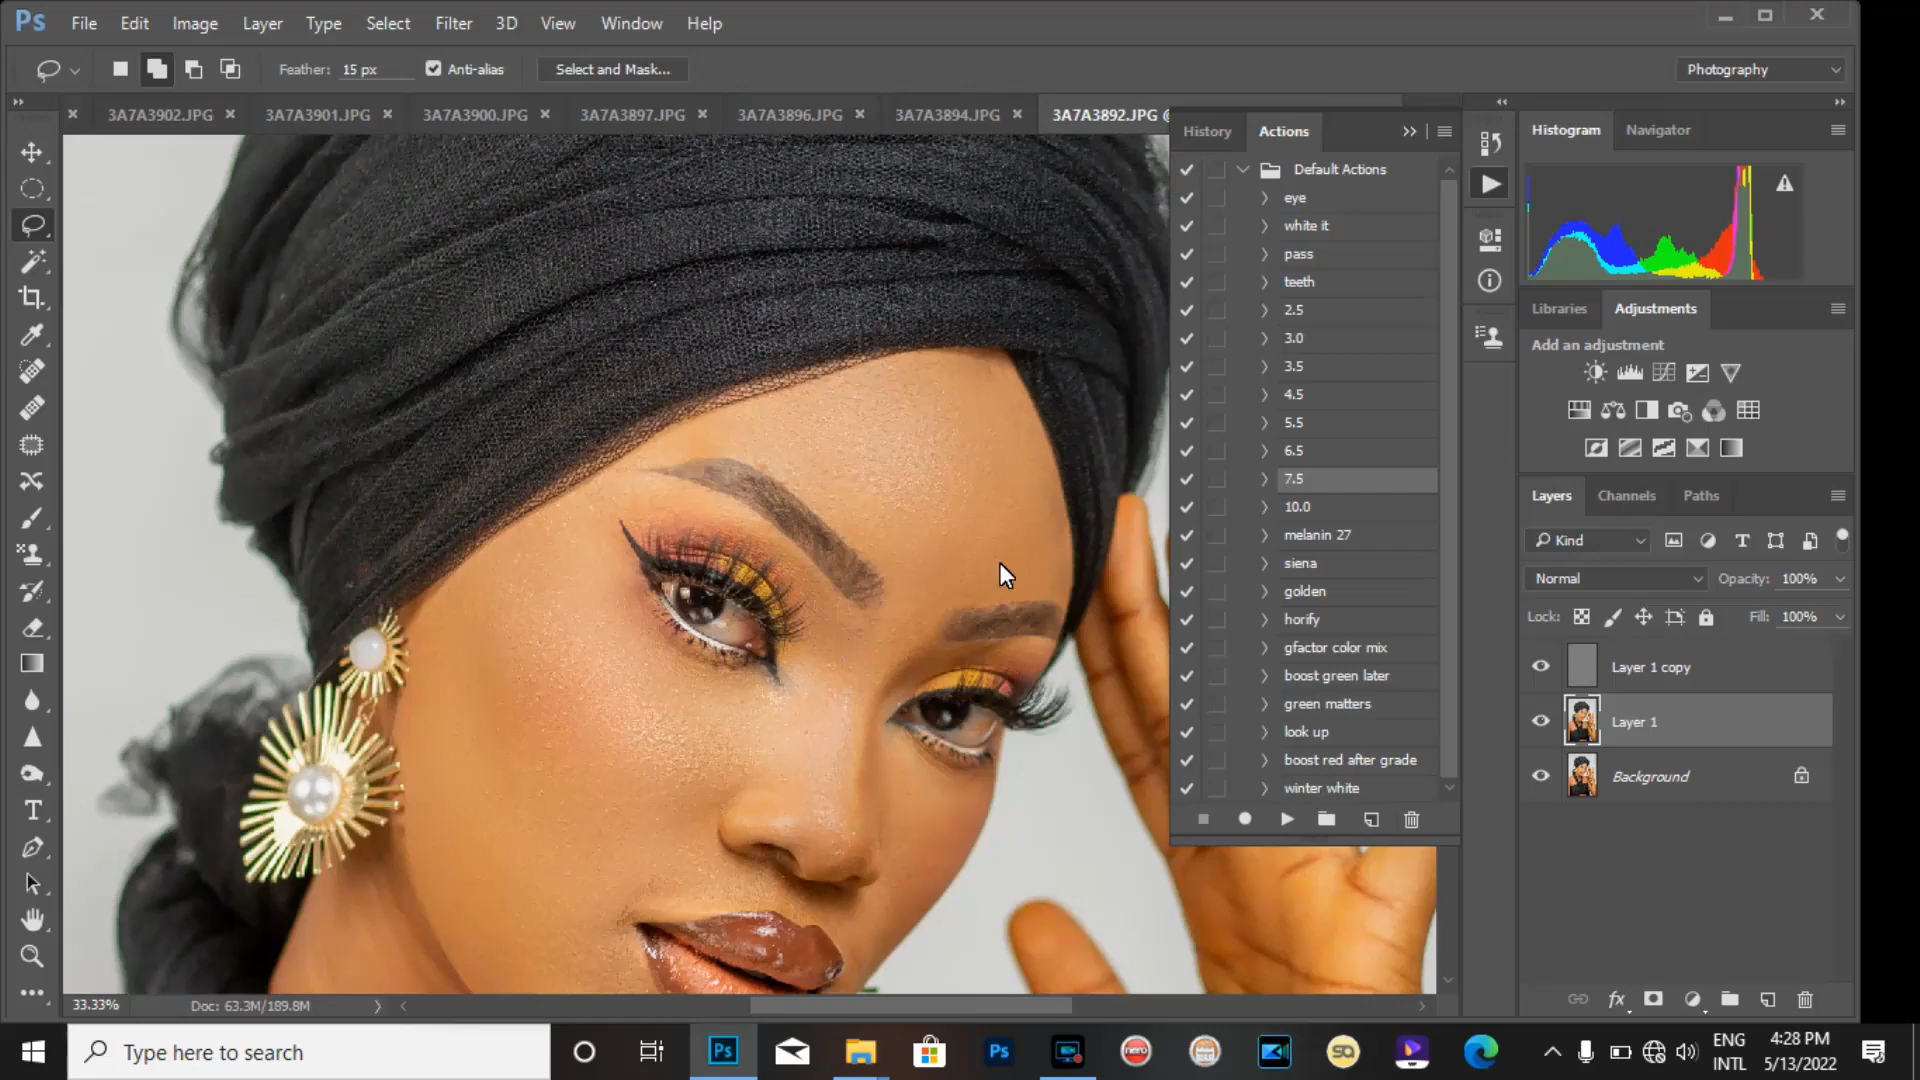 Ps File Edit Image Layer Type Select Filter 3D View Window Help
Feather: 15 px Anti-alias Select and Mask... Photography
3A7A3902.JPG 3A7A3901.JPG 3A7A3900.JPG 3A7A3897.JPG 3A7A3896.JPG 3A7A3894.JPG 3A7A3892.JPG @
History Actions
Default Actions
eye
white it
pass
teeth
2.5
3.0
3.5
4.5
5.5
6.5
7.5
10.0
melanin 27
siena
golden
horify
gfactor color mix
boost green later
green matters
look up
boost red after grade
winter white
Histogram Navigator
Libraries Adjustments
Add an adjustment
Layers Channels Paths
Kind
Normal Opacity: 100%
Lock: Fill: 100%
Layer 1 copy
Layer 1
Background
fx
33.33% Doc: 63.3M/189.8M
Type here to search
Ps
Ps
nero
SQ
ENG
INTL
4:28 PM
5/13/2022